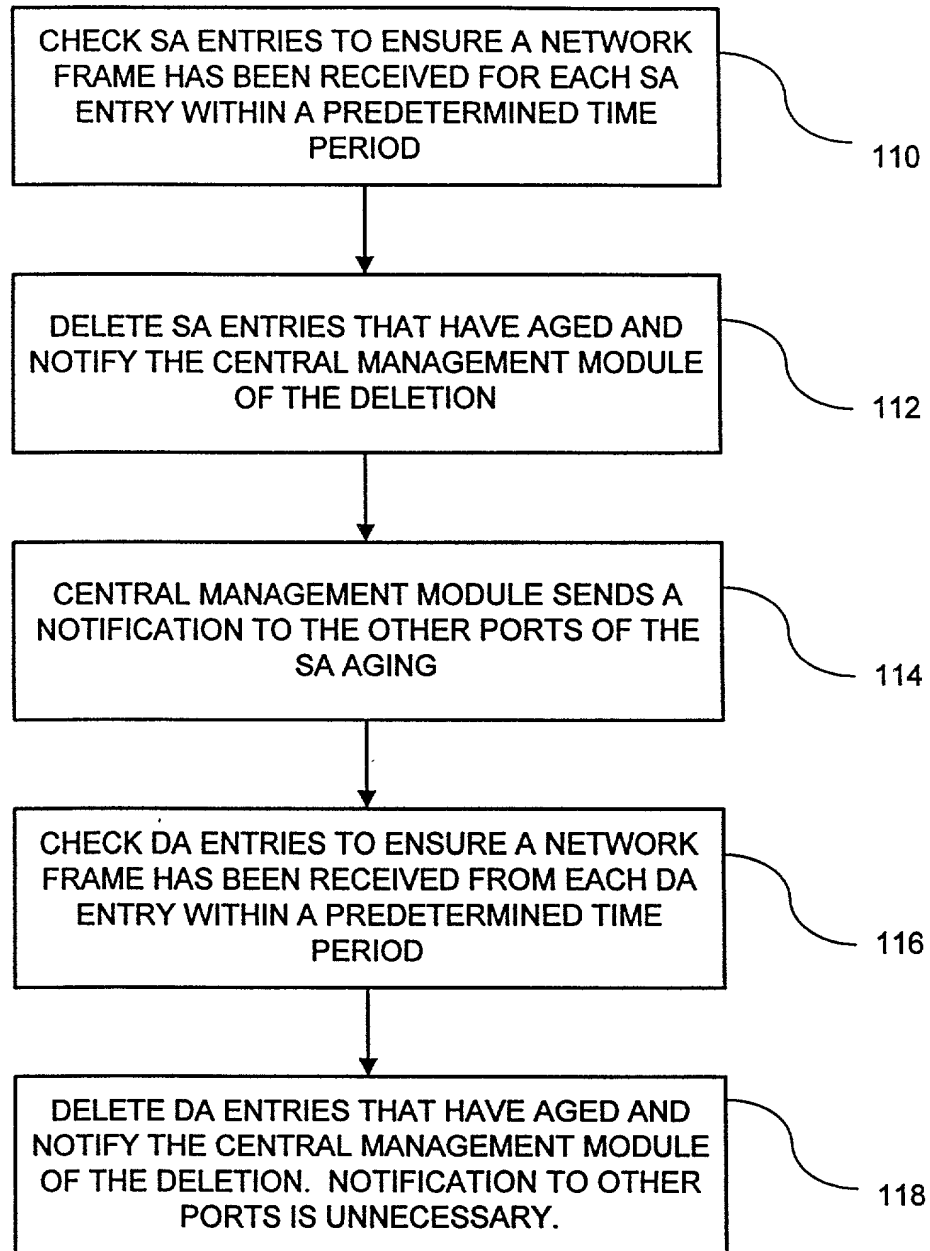 CHECK SA ENTRIES TO ENSURE A NETWORK
FRAME HAS BEEN RECEIVED FOR EACH SA
ENTRY WITHIN A PREDETERMINED TIME
PERIOD
110
DELETE SA ENTRIES THAT HAVE AGED AND
NOTIFY THE CENTRAL MANAGEMENT MODULE
OF THE DELETION
112
CENTRAL MANAGEMENT MODULE SENDS A
NOTIFICATION TO THE OTHER PORTS OF THE
SA AGING
114
CHECK DA ENTRIES TO ENSURE A NETWORK
FRAME HAS BEEN RECEIVED FROM EACH DA
ENTRY WITHIN A PREDETERMINED TIME
PERIOD
116
DELETE DA ENTRIES THAT HAVE AGED AND
NOTIFY THE CENTRAL MANAGEMENT MODULE
OF THE DELETION. NOTIFICATION TO OTHER
PORTS IS UNNECESSARY.
118